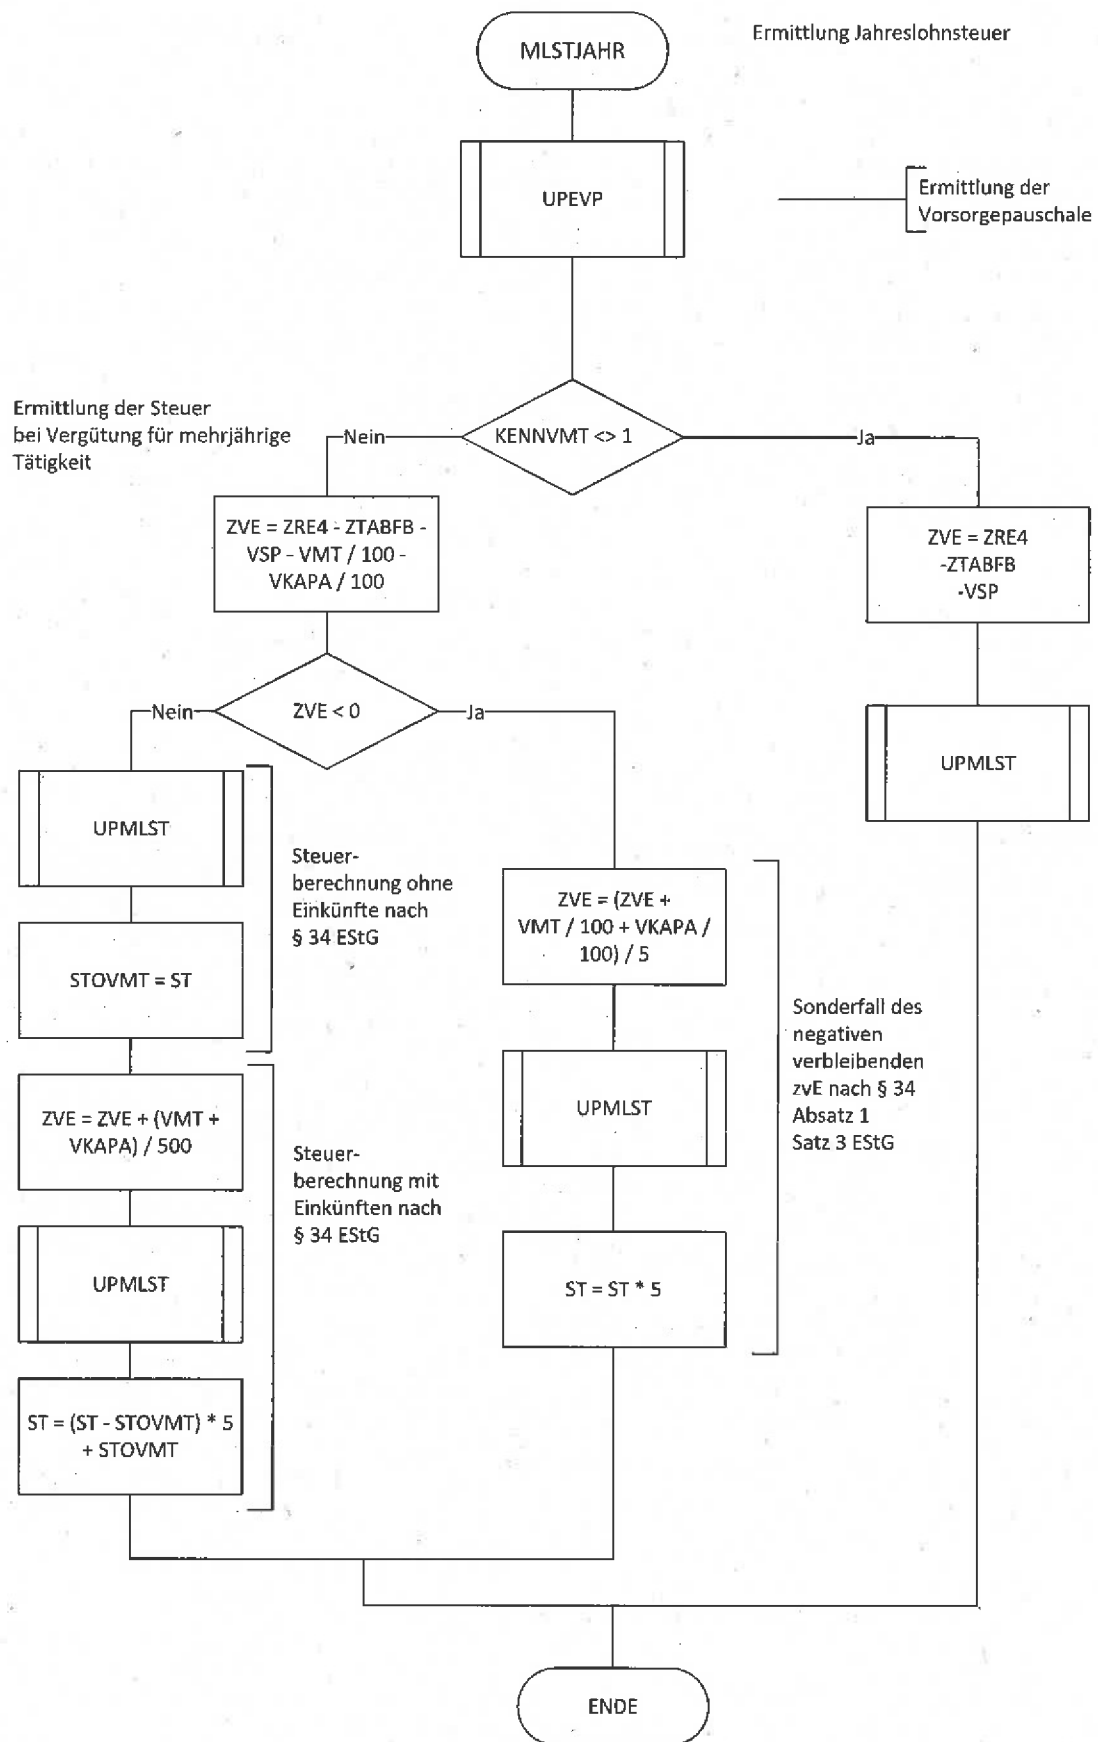 MLSTJAHR
Ermittlung Jahreslohnsteuer
UPEVP
Ermittlung der
Vorsorgepauschale
Ermittlung der Steuer
bei Vergütung für mehrjährige
Tätigkeit
Nein
KENNVMT <> 1
Ja
ZVE = ZRE4 - ZTABFB -
VSP - VMT / 100 -
VKAPA / 100
ZVE = ZRE4
-ZTABFB
-VSP
Nein
ZVE < 0
Ja
UPMLST
UPMLST
Steuer-
berechnung ohne
Einkünfte nach
§ 34 EStG
STOVMT = ST
ZVE = (ZVE +
VMT / 100 + VKAPA /
100) / 5
Sonderfall des
negativen
verbleibenden
zvE nach § 34
Absatz 1
Satz 3 EStG
ZVE = ZVE + (VMT +
VKAPA) / 500
UPMLST
Steuer-
berechnung mit
Einkünften nach
§ 34 EStG
UPMLST
ST = ST * 5
ST = (ST - STOVMT) * 5
+ STOVMT
ENDE